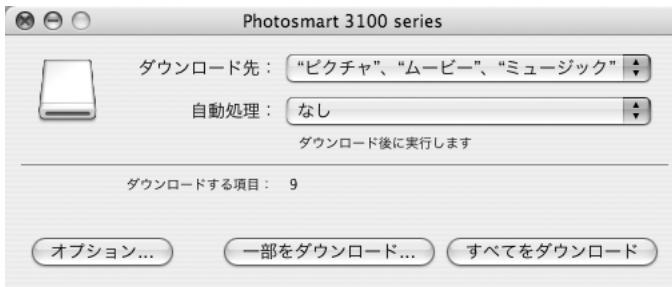 Photosmart 3100 series
ダウンロード先： “ピクチャ”、“ムービー”、“ミュージック”
自動処理： なし
ダウンロード後に実行します
ダウンロードする項目： 9
オプション... 一部をダウンロード... すべてをダウンロード